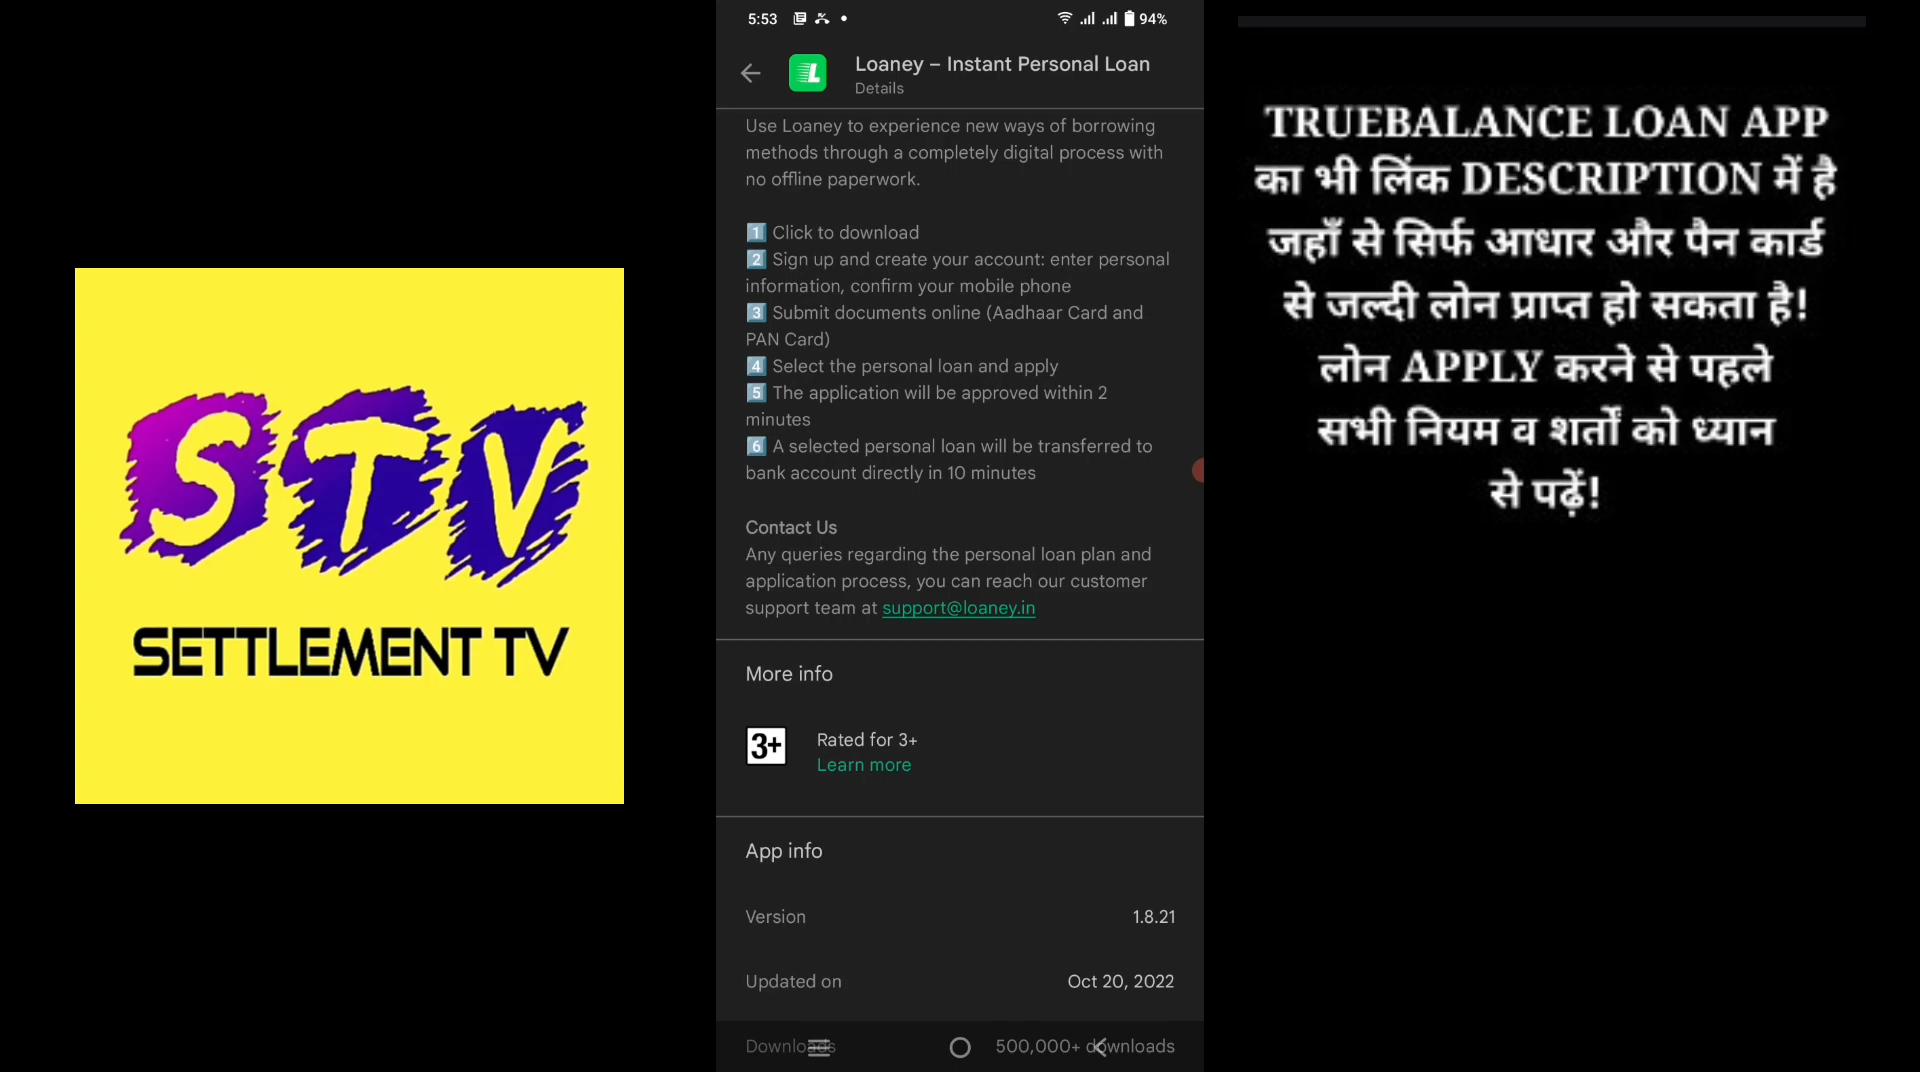 STV
SETTLEMENT TV
5:53
94%
Loaney – Instant Personal Loan
Details
Use Loaney to experience new ways of borrowing
methods through a completely digital process with
no offline paperwork.
1 Click to download
2 Sign up and create your account: enter personal
information, confirm your mobile phone
3 Submit documents online (Aadhaar Card and
PAN Card)
4 Select the personal loan and apply
5 The application will be approved within 2
minutes
6 A selected personal loan will be transferred to
bank account directly in 10 minutes
Contact Us
Any queries regarding the personal loan plan and
application process, you can reach our customer
support team at support@loaney.in
More info
3+ Rated for 3+
Learn more
App info
Version 1.8.21
Updated on Oct 20, 2022
Downloads 500,000+ downloads
TRUEBALANCE LOAN APP
का भी लिंक DESCRIPTION में है
जहाँ से सिर्फ आधार और पैन कार्ड
से जल्दी लोन प्राप्त हो सकता है!
लोन APPLY करने से पहले
सभी नियम व शर्तों को ध्यान
से पढ़ें!